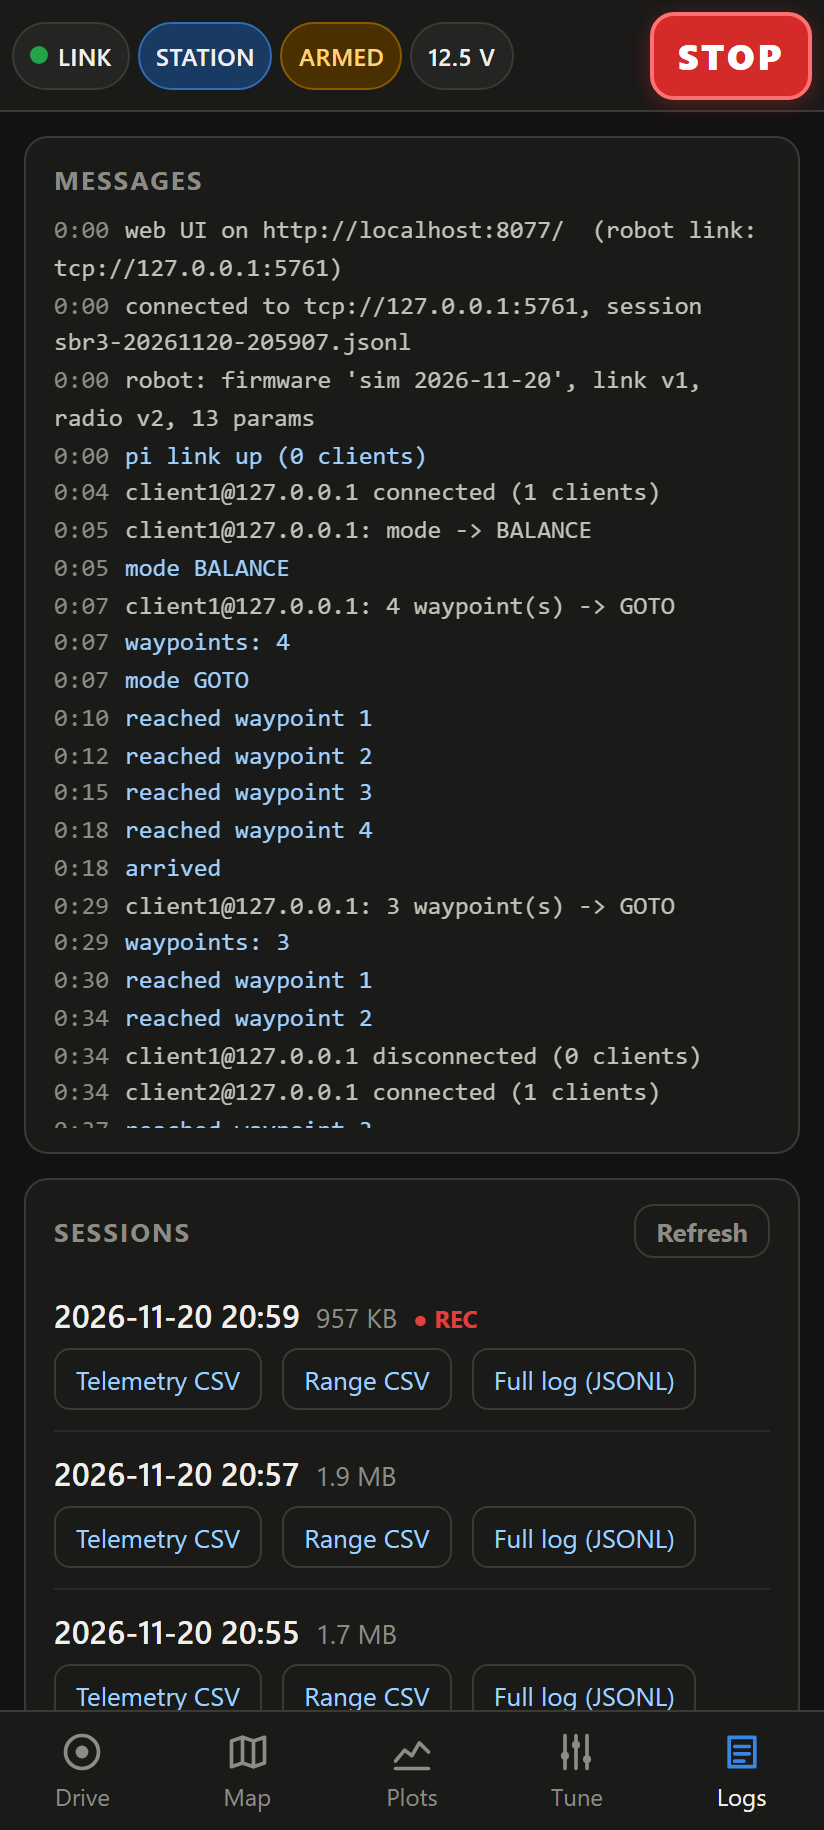 LINK STATION ARMED 12.5 V STOP
MESSAGES
0:00 web UI on http://localhost:8077/  (robot link:
tcp://127.0.0.1:5761)
0:00 connected to tcp://127.0.0.1:5761, session
sbr3-20261120-205907.jsonl
0:00 robot: firmware 'sim 2026-11-20', link v1,
radio v2, 13 params
0:00 pi link up (0 clients)
0:04 client1@127.0.0.1 connected (1 clients)
0:05 client1@127.0.0.1: mode -> BALANCE
0:05 mode BALANCE
0:07 client1@127.0.0.1: 4 waypoint(s) -> GOTO
0:07 waypoints: 4
0:07 mode GOTO
0:10 reached waypoint 1
0:12 reached waypoint 2
0:15 reached waypoint 3
0:18 reached waypoint 4
0:18 arrived
0:29 client1@127.0.0.1: 3 waypoint(s) -> GOTO
0:29 waypoints: 3
0:30 reached waypoint 1
0:34 reached waypoint 2
0:34 client1@127.0.0.1 disconnected (0 clients)
0:34 client2@127.0.0.1 connected (1 clients)
reached waypoint
SESSIONS Refresh
2026-11-20 20:59 957 KB ● REC
Telemetry CSV Range CSV Full log (JSONL)
2026-11-20 20:57 1.9 MB
Telemetry CSV Range CSV Full log (JSONL)
2026-11-20 20:55 1.7 MB
Telemetry CSV Range CSV Full log (JSONL)
Drive Map Plots Tune Logs